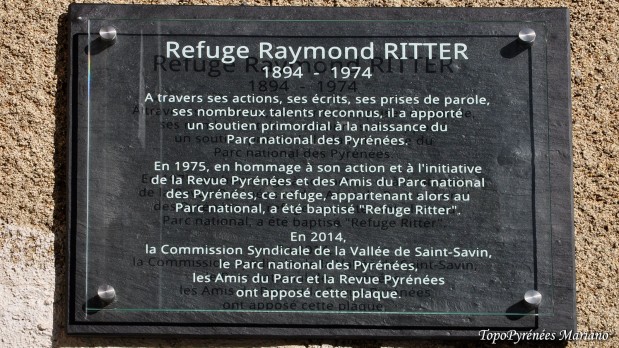 Refuge Raymond RITTER
1894 - 1974
A travers ses actions, ses écrits, ses prises de parole,
ses nombreux talents reconnus, il a apporté
un soutien primordial à la naissance du
Parc national des Pyrénées.
En 1975, en hommage à son action et à l'initiative
de la Revue Pyrénées et des Amis du Parc national
des Pyrénées, ce refuge, appartenant alors au
Parc national, a été baptisé "Refuge Ritter".
En 2014,
la Commission Syndicale de la Vallée de Saint-Savin,
le Parc national des Pyrénées,
les Amis du Parc et la Revue Pyrénées
ont apposé cette plaque.
TopoPyrénées Mariano